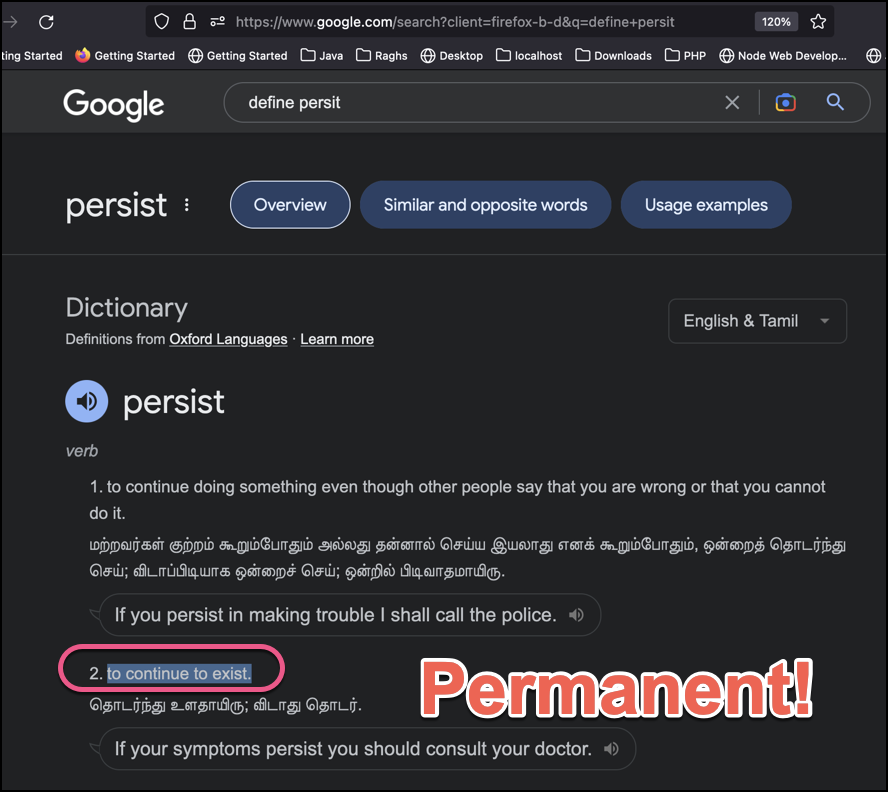 https://www.google.com/search?client=firefox-b-d&q=define+persit 120%
ting Started Getting Started Getting Started Java Raghs Desktop localhost Downloads PHP Node Web Develop...
Google define persit
persist Overview Similar and opposite words Usage examples
Dictionary
Definitions from Oxford Languages · Learn more
English & Tamil
persist
verb
1. to continue doing something even though other people say that you are wrong or that you cannot
do it.
மற்றவர்கள் குற்றம் கூறும்போதும் அல்லது தன்னால் செய்ய இயலாது எனக் கூறும்போதும், ஒன்றைத் தொடர்ந்து
செய்; விடாப்பிடியாக ஒன்றைச் செய்; ஒன்றில் பிடிவாதமாயிரு.
If you persist in making trouble I shall call the police.
2. to continue to exist.
தொடர்ந்து உளதாயிரு; விடாது தொடர்.
Permanent!
If your symptoms persist you should consult your doctor.